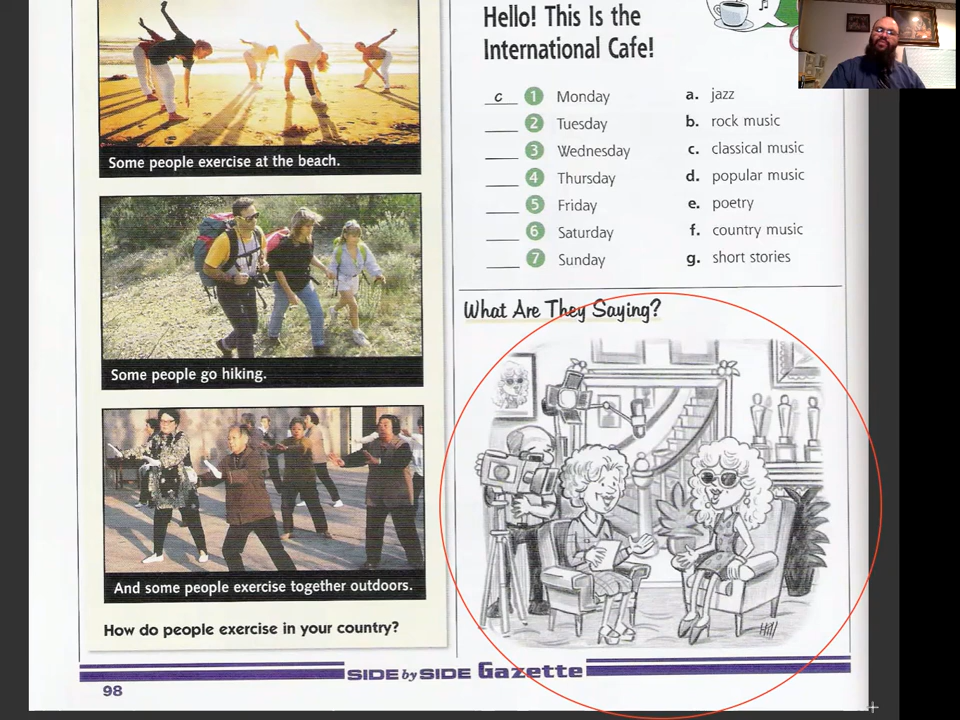 Some people exercise at the beach.
Some people go hiking.
And some people exercise together outdoors.
How do people exercise in your country?
Hello! This Is the
International Cafe!
c 1 Monday a. jazz
2 Tuesday b. rock music
3 Wednesday c. classical music
4 Thursday d. popular music
5 Friday e. poetry
6 Saturday f. country music
7 Sunday g. short stories
What Are They Saying?
Hill
SIDE by SIDE Gazette
98